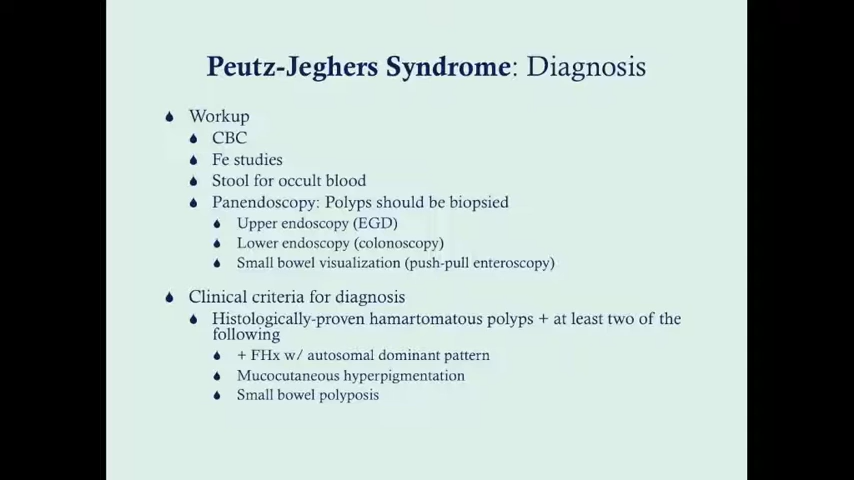 Peutz-Jeghers Syndrome: Diagnosis
Workup
CBC
Fe studies
Stool for occult blood
Panendoscopy: Polyps should be biopsied
Upper endoscopy (EGD)
Lower endoscopy (colonoscopy)
Small bowel visualization (push-pull enteroscopy)
Clinical criteria for diagnosis
Histologically-proven hamartomatous polyps + at least two of the
following
+ FHx w/ autosomal dominant pattern
Mucocutaneous hyperpigmentation
Small bowel polyposis